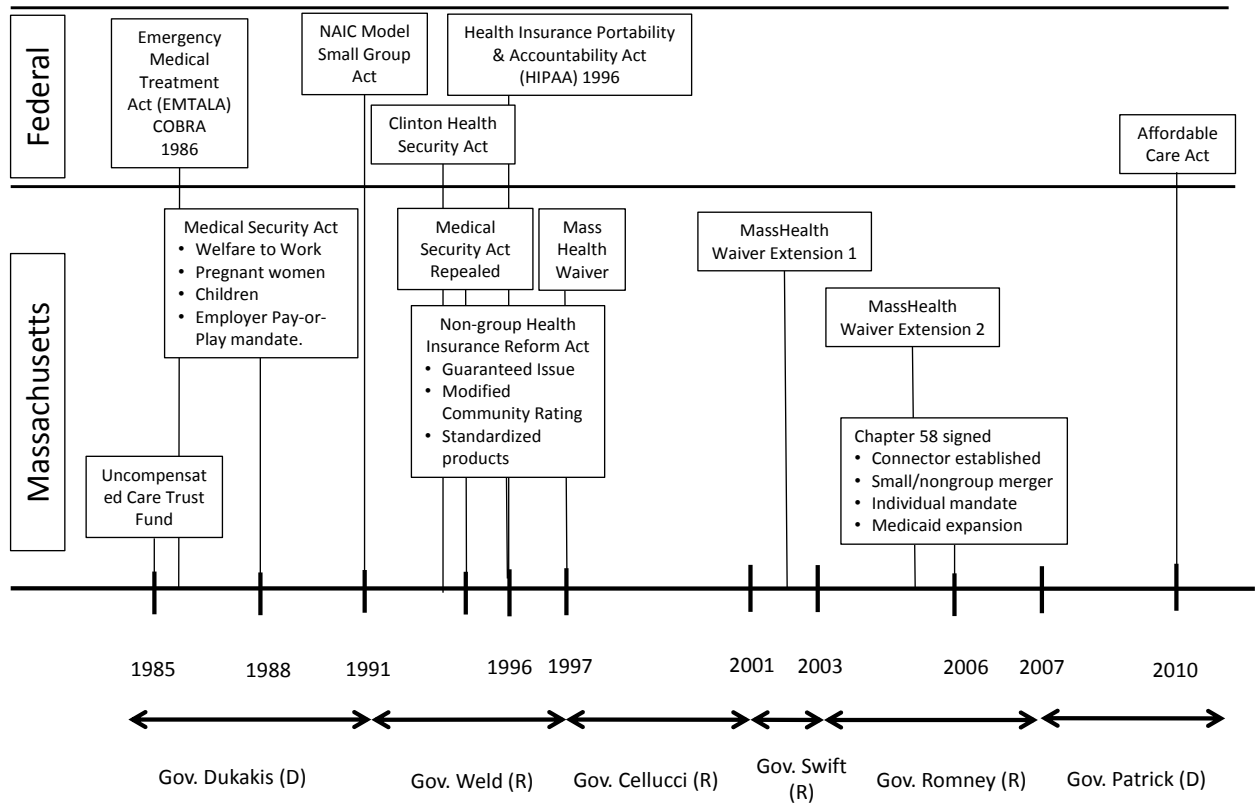 Federal
Emergency
Medical
Treatment
Act (EMTALA)
COBRA
1986
NAIC Model
Small Group
Act
Health Insurance Portability
& Accountability Act
(HIPAA) 1996
Clinton Health
Security Act
Affordable
Care Act
Massachusetts
Medical Security Act
• Welfare to Work
• Pregnant women
• Children
• Employer Pay-or-
Play mandate.
Medical
Security Act
Repealed
Mass
Health
Waiver
MassHealth
Waiver Extension 1
MassHealth
Waiver Extension 2
Non-group Health
Insurance Reform Act
• Guaranteed Issue
• Modified
Community Rating
• Standardized
products
Chapter 58 signed
• Connector established
• Small/nongroup merger
• Individual mandate
• Medicaid expansion
Uncompensat
ed Care Trust
Fund
1985
1988
1991
1996
1997
2001
2003
2006
2007
2010
Gov. Dukakis (D)
Gov. Weld (R)
Gov. Cellucci (R)
Gov. Swift
(R)
Gov. Romney (R)
Gov. Patrick (D)